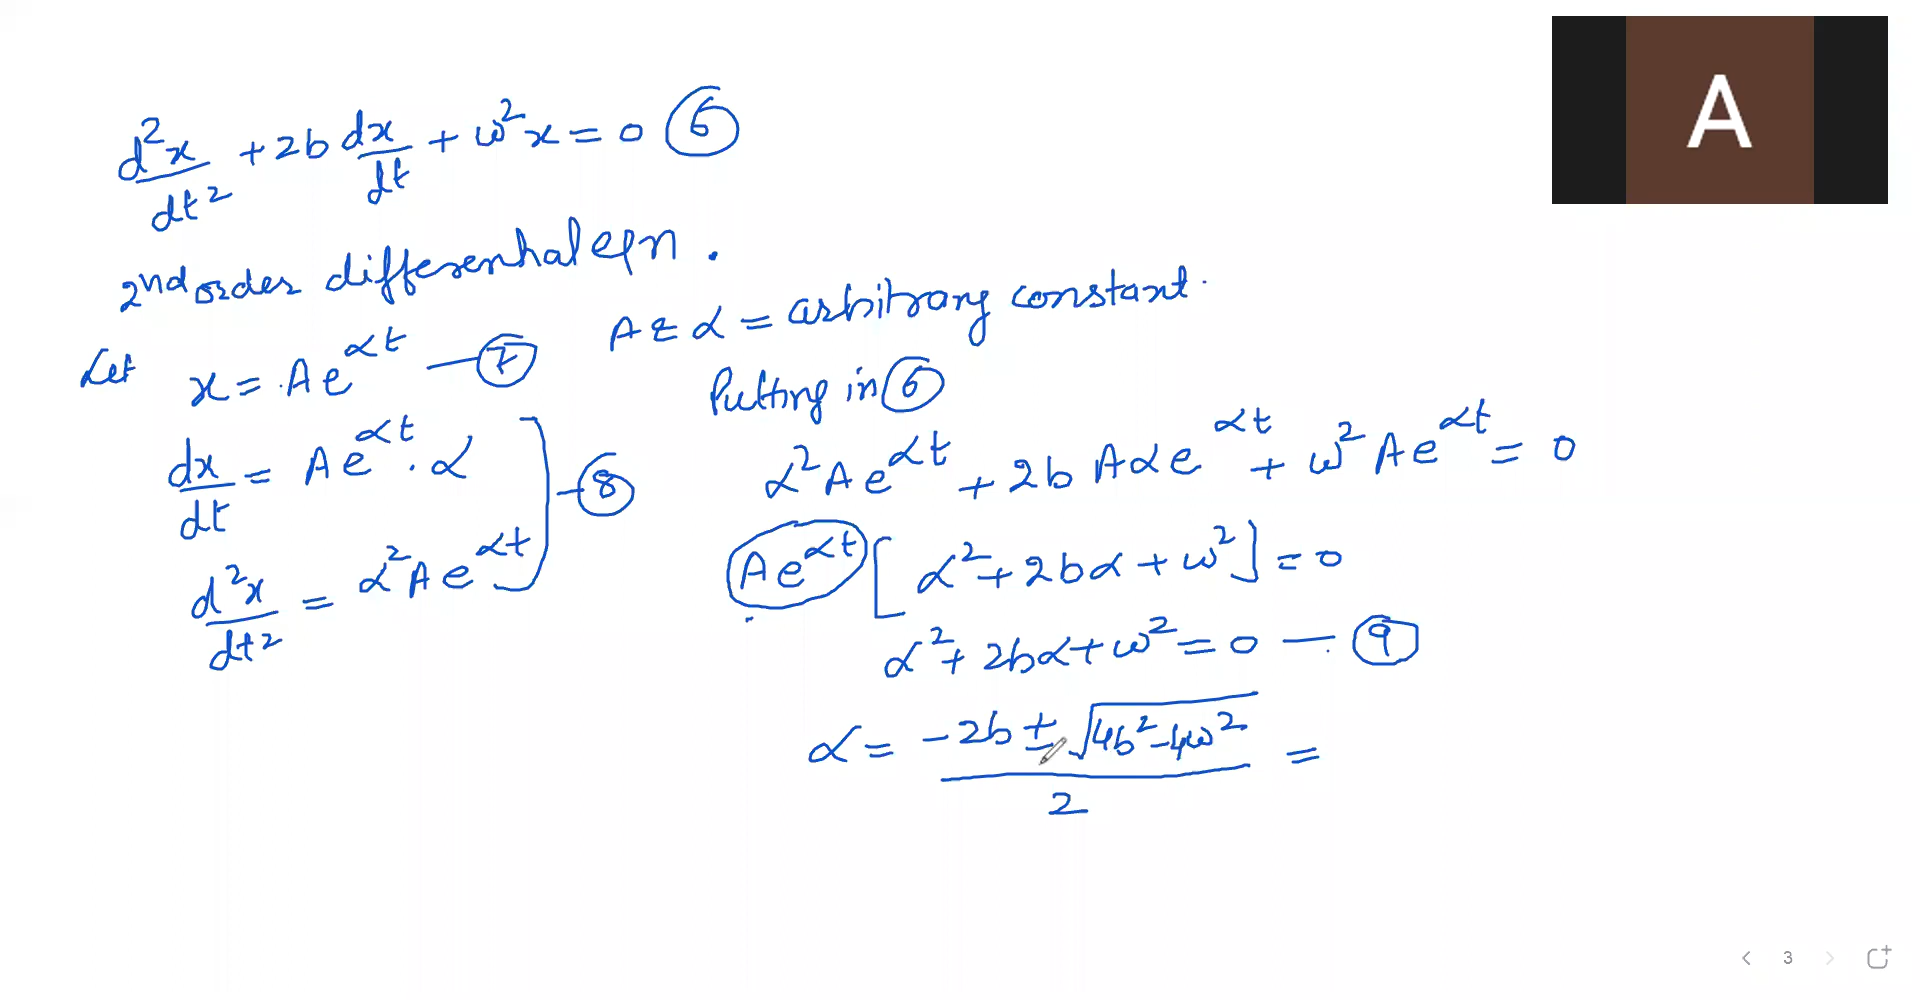 A
d²x/dt² + 2b dx/dt + ω²x = 0 ⑥
2nd order differential eqn.
Let x = Ae^αt — ⑦
A & α = arbitrary constant.
dx/dt = Ae^αt . α
d²x/dt² = α²Ae^αt ] — ⑧
Putting in ⑥
α²Ae^αt + 2bAαe^αt + ω²Ae^αt = 0
Ae^αt [α² + 2bα + ω²] = 0
α² + 2bα + ω² = 0 — ⑨
α = (-2b ± √(4b² - 4ω²))/2 =
3